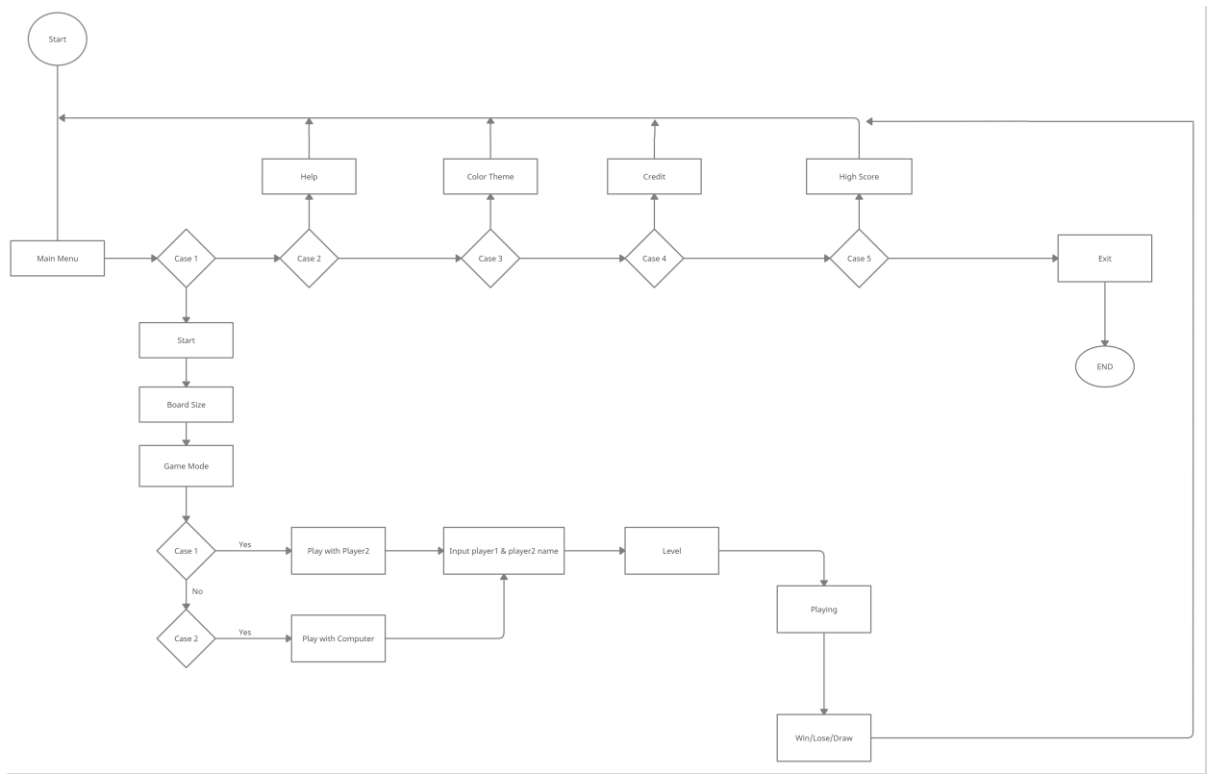 Start
Help
Color Theme
Credit
High Score
Main Menu
Case 1
Case 2
Case 3
Case 4
Case 5
Exit
Start
END
Board Size
Game Mode
Case 1
Yes
Play with Player2
Input player1 & player2 name
Level
No
Playing
Case 2
Yes
Play with Computer
Win/Lose/Draw